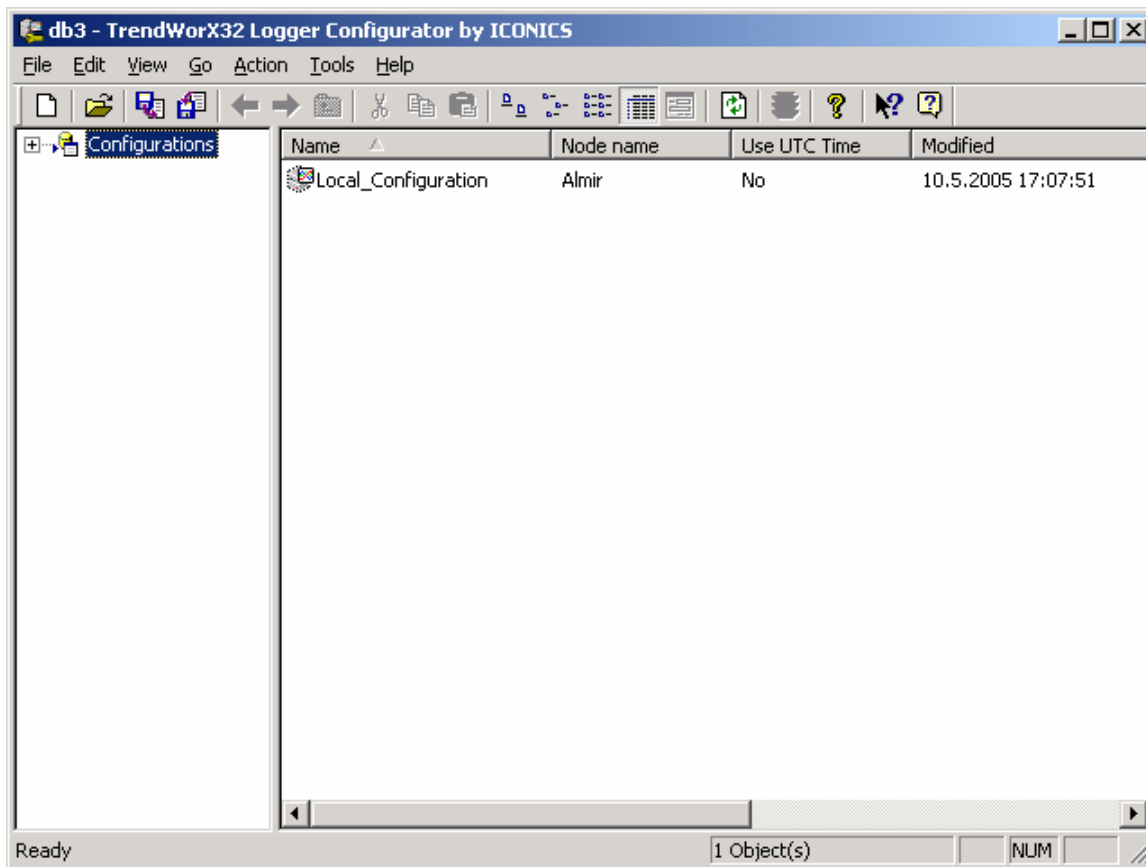 db3 - TrendWorX32 Logger Configurator by ICONICS
File Edit View Go Action Tools Help
Configurations
Name Node name Use UTC Time Modified
Local_Configuration Almir No 10.5.2005 17:07:51
Ready 1 Object(s) NUM